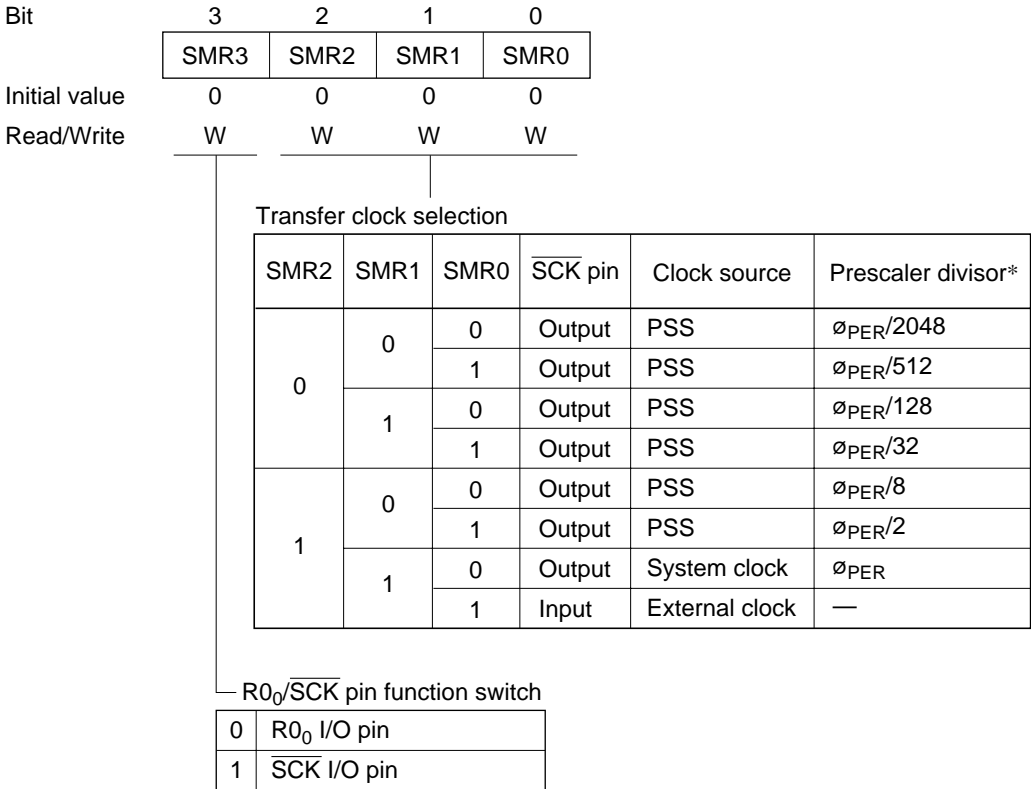 Bit 3 2 1 0
SMR3 SMR2 SMR1 SMR0
Initial value 0 0 0 0
Read/Write W W W W
Transfer clock selection
SMR2 SMR1 SMR0 S̅C̅K̅ pin Clock source Prescaler divisor*
0 0 0 Output PSS øPER/2048
1 Output PSS øPER/512
1 0 Output PSS øPER/128
1 Output PSS øPER/32
1 0 0 Output PSS øPER/8
1 Output PSS øPER/2
1 0 Output System clock øPER
1 Input External clock —
R0₀/S̅C̅K̅ pin function switch
0 R0₀ I/O pin
1 S̅C̅K̅ I/O pin